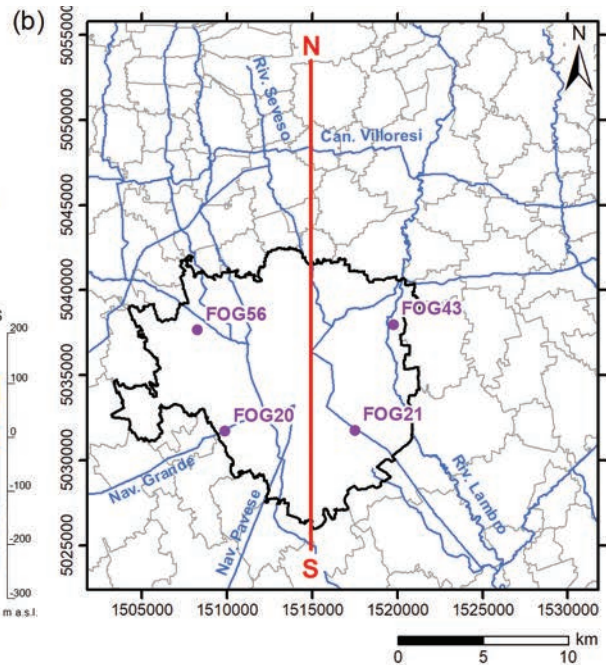 (b)
N
N
Riv. Seveso
Can. Villoresi
FOG56
FOG43
FOG20
FOG21
Nav. Grande
Nav. Pavese
Riv. Lambro
S
5055000
5050000
5045000
5040000
5035000
5030000
5025000
1505000 1510000 1515000 1520000 1525000 1530000
km
0 5 10
s
200
100
0
-100
-200
-300
m a.s.l.